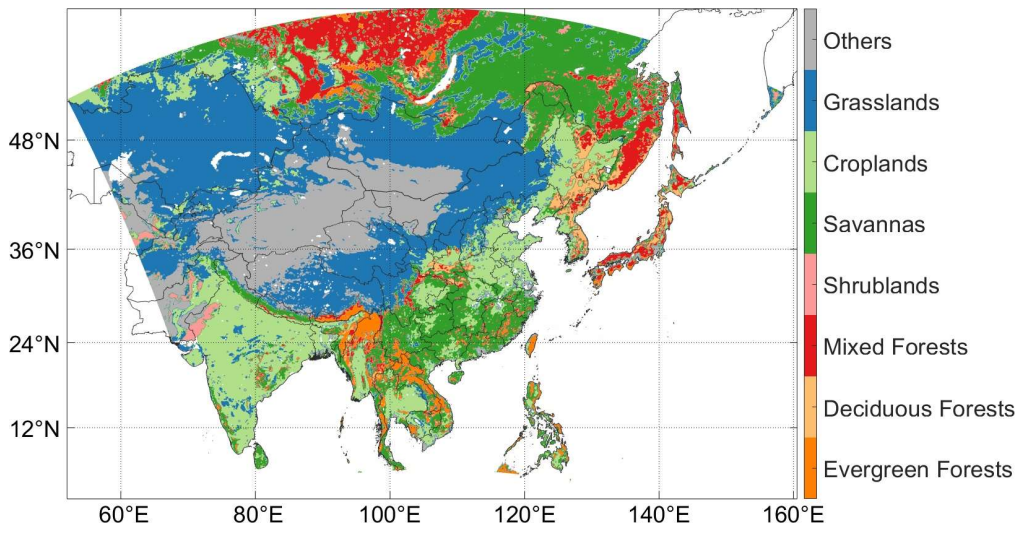 48°N
36°N
24°N
12°N
60°E
80°E
100°E
120°E
140°E
160°E
Others
Grasslands
Croplands
Savannas
Shrublands
Mixed Forests
Deciduous Forests
Evergreen Forests